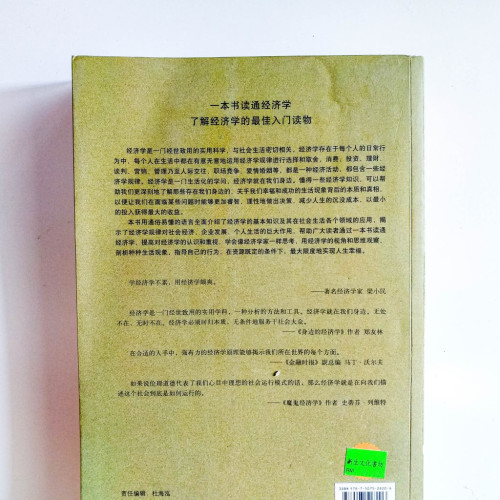 一本书读通经济学
了解经济学的最佳入门读物
经济学是一门经世致用的实用科学，与社会生活密切相关。经济学存在于每个人的日常行
为中，每个人在生活中都在有意无意地运用经济学规律进行选择和取舍。消费、投资、理财、
谈判、营销、管理乃至人际交往、职场竞争、爱情婚姻等，都是一种经济活动，都包含一些经
济学规律。经济学是一门生活化的学问，经济学就在我们身边。懂得一些经济学知识，可以帮
助我们更深刻地了解那些存在我们身边的、关乎我们幸福和成功的生活现象背后的本质和真相，
以便让我们在面临某些问题时能够更加睿智、理性地做出决策，减少人生的沉没成本，以最小
的投入获得最大的收益。
本书用通俗易懂的语言全面介绍了经济学的基本知识及其在社会生活各个领域的应用，揭
示了经济学规律对社会经济、企业发展、个人生活的巨大作用，帮助广大读者通过一本书读通
经济学，提高对经济学的认识和重视，学会像经济学家一样思考，用经济学的视角和思维观察、
剖析种种生活现象，指导自己的行为，在资源既定的条件下，最大限度地实现人生幸福。
学经济学不累，用经济学顺爽。
——著名经济学家 梁小民
经济学是一门经世致用的实用学科，一种分析的方法和工具。经济学就在我们身边，无处
不在，无时不在。经济学必须回归本质，无条件地服务于社会大众。
——《身边的经济学》作者 郑友林
在合适的人手中，强有力的经济学原理能够揭示我们所在世界的每个方面。
——《金融时报》副总编 马丁·沃尔夫
如果说伦理道德代表了我们心目中理想的社会运行模式的话，那么经济学就是在向我们描
述这个社会到底是如何运行的。
——《魔鬼经济学》作者 史蒂芬·列维特
责任编辑：杜海泓